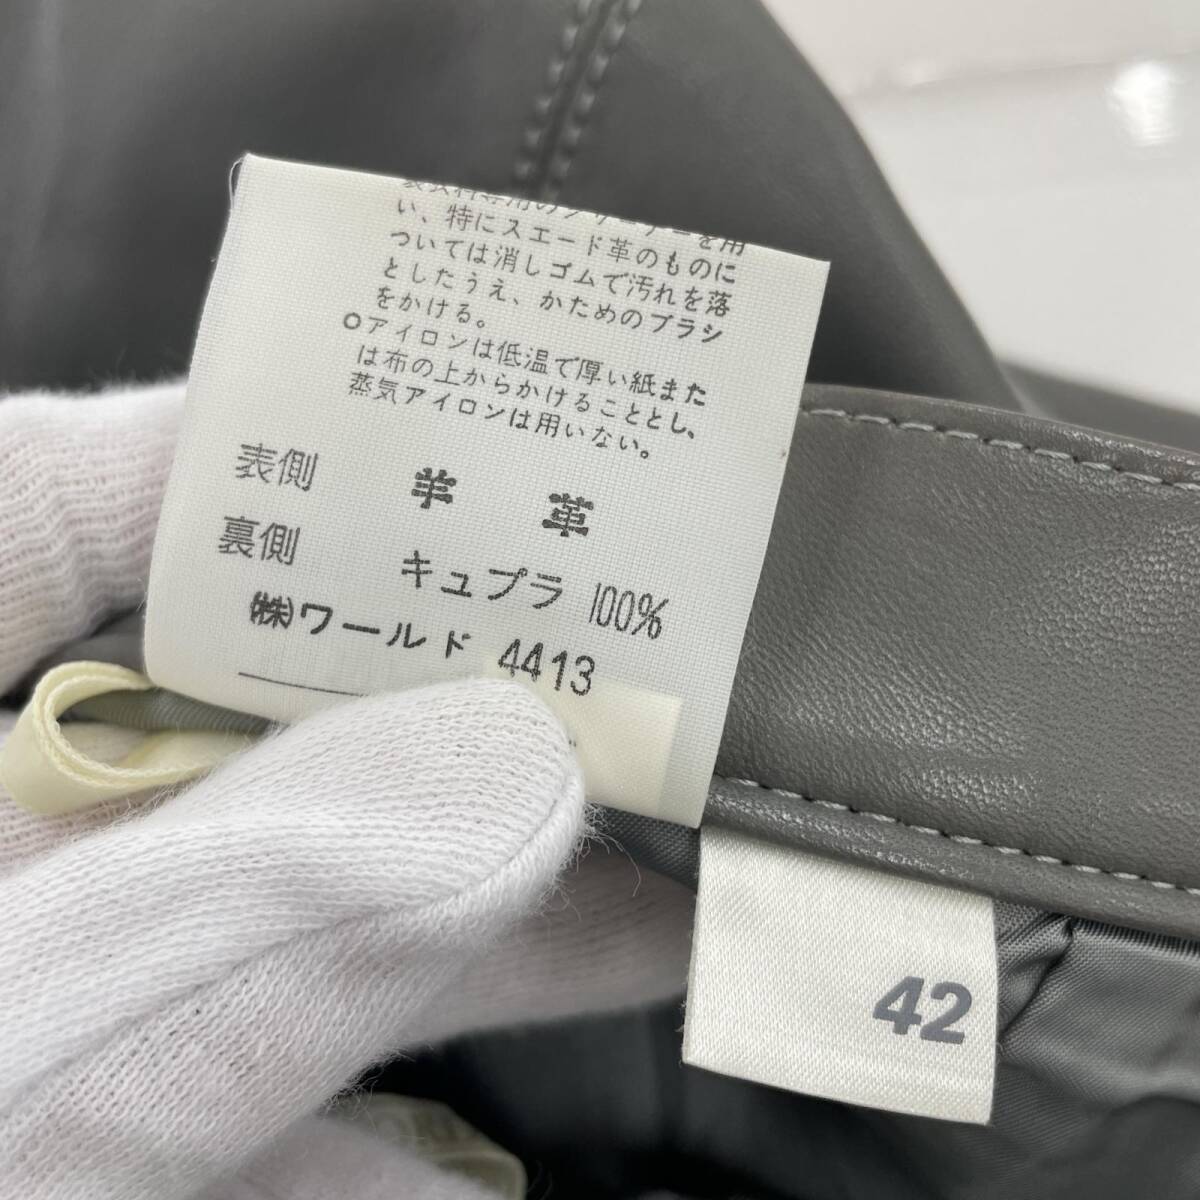 い、特にスエード革のものに
ついては消しゴムで汚れを落
としたうえ、かためのブラシ
をかける。
○アイロンは低温で厚い紙また
は布の上からかけることとし、
蒸気アイロンは用いない。
表側 羊 革
裏側 キュプラ 100%
㈱ワールド 4413
42